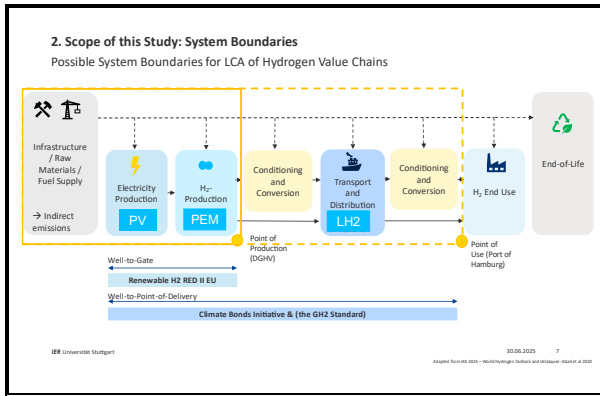 2. Scope of this Study: System Boundaries
Possible System Boundaries for LCA of Hydrogen Value Chains
Infrastructure
/ Raw
Materials /
Fuel Supply
→ Indirect
emissions
Electricity
Production
PV
H₂-
Production
PEM
Conditioning
and
Conversion
Transport
and
Distribution
LH2
Conditioning
and
Conversion
H₂ End Use
End-of-Life
Point of
Production
(DGHV)
Point of
Use (Port of
Hamburg)
Well-to-Gate
Renewable H2 RED II EU
Well-to-Point-of-Delivery
Climate Bonds Initiative & (the GH2 Standard)
IER Universität Stuttgart
30.06.2025
7